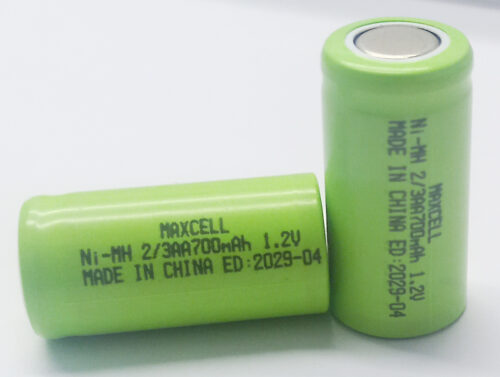 MAXCELL
Ni-MH 2/3AA700mAh 1.2V
MADE IN CHINA ED:2029-04
MAXCELL
Ni-MH 2/3AA700mAh 1.2V
MADE IN CHINA ED:2029-04